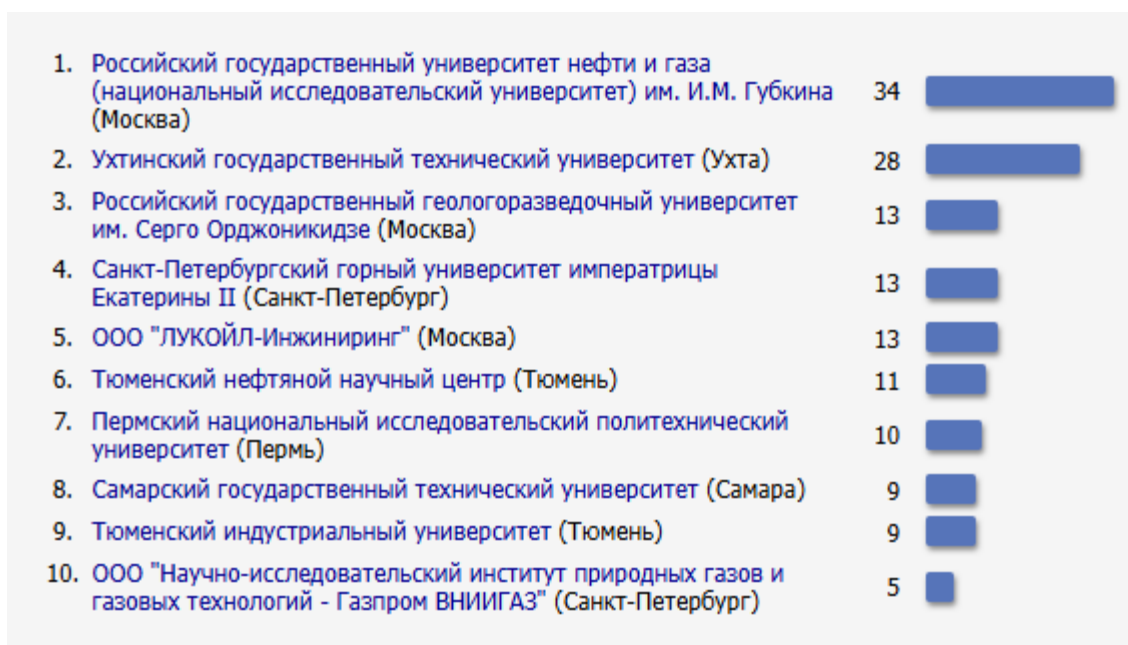 1. Российский государственный университет нефти и газа
(национальный исследовательский университет) им. И.М. Губкина
(Москва)
34
2. Ухтинский государственный технический университет (Ухта)
28
3. Российский государственный геологоразведочный университет
им. Серго Орджоникидзе (Москва)
13
4. Санкт-Петербургский горный университет императрицы
Екатерины II (Санкт-Петербург)
13
5. ООО "ЛУКОЙЛ-Инжиниринг" (Москва)
13
6. Тюменский нефтяной научный центр (Тюмень)
11
7. Пермский национальный исследовательский политехнический
университет (Пермь)
10
8. Самарский государственный технический университет (Самара)
9
9. Тюменский индустриальный университет (Тюмень)
9
10. ООО "Научно-исследовательский институт природных газов и
газовых технологий - Газпром ВНИИГАЗ" (Санкт-Петербург)
5